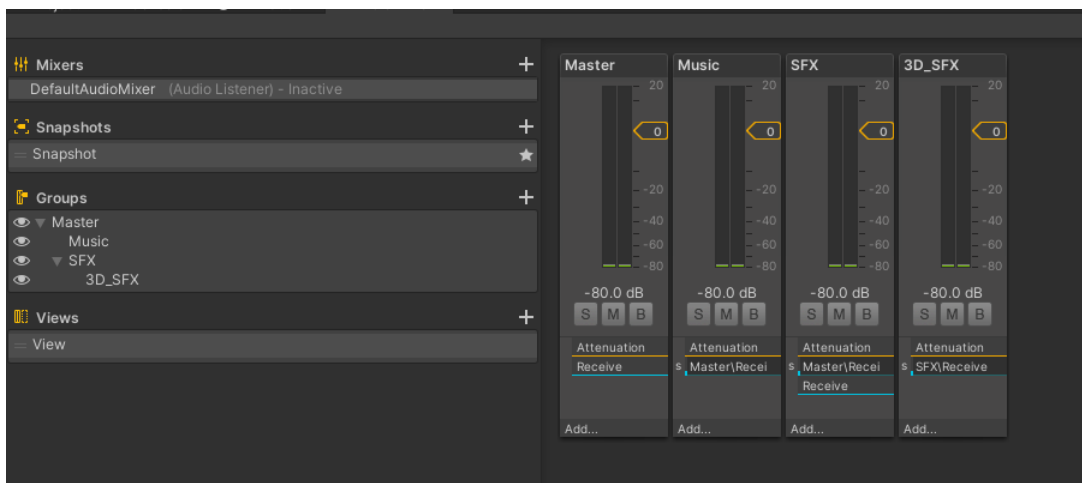 Mixers
DefaultAudioMixer (Audio Listener) - Inactive
Snapshots
Snapshot
Groups
Master
Music
SFX
3D_SFX
Views
View
Master Music SFX 3D_SFX
20 20 20 20
0 0 0 0
-20 -20 -20 -20
-40 -40 -40 -40
-60 -60 -60 -60
-80 -80 -80 -80
-80.0 dB -80.0 dB -80.0 dB -80.0 dB
S M B S M B S M B S M B
Attenuation Attenuation Attenuation Attenuation
Receive s Master\Recei s Master\Recei s SFX\Receive
Receive
Add... Add... Add... Add...